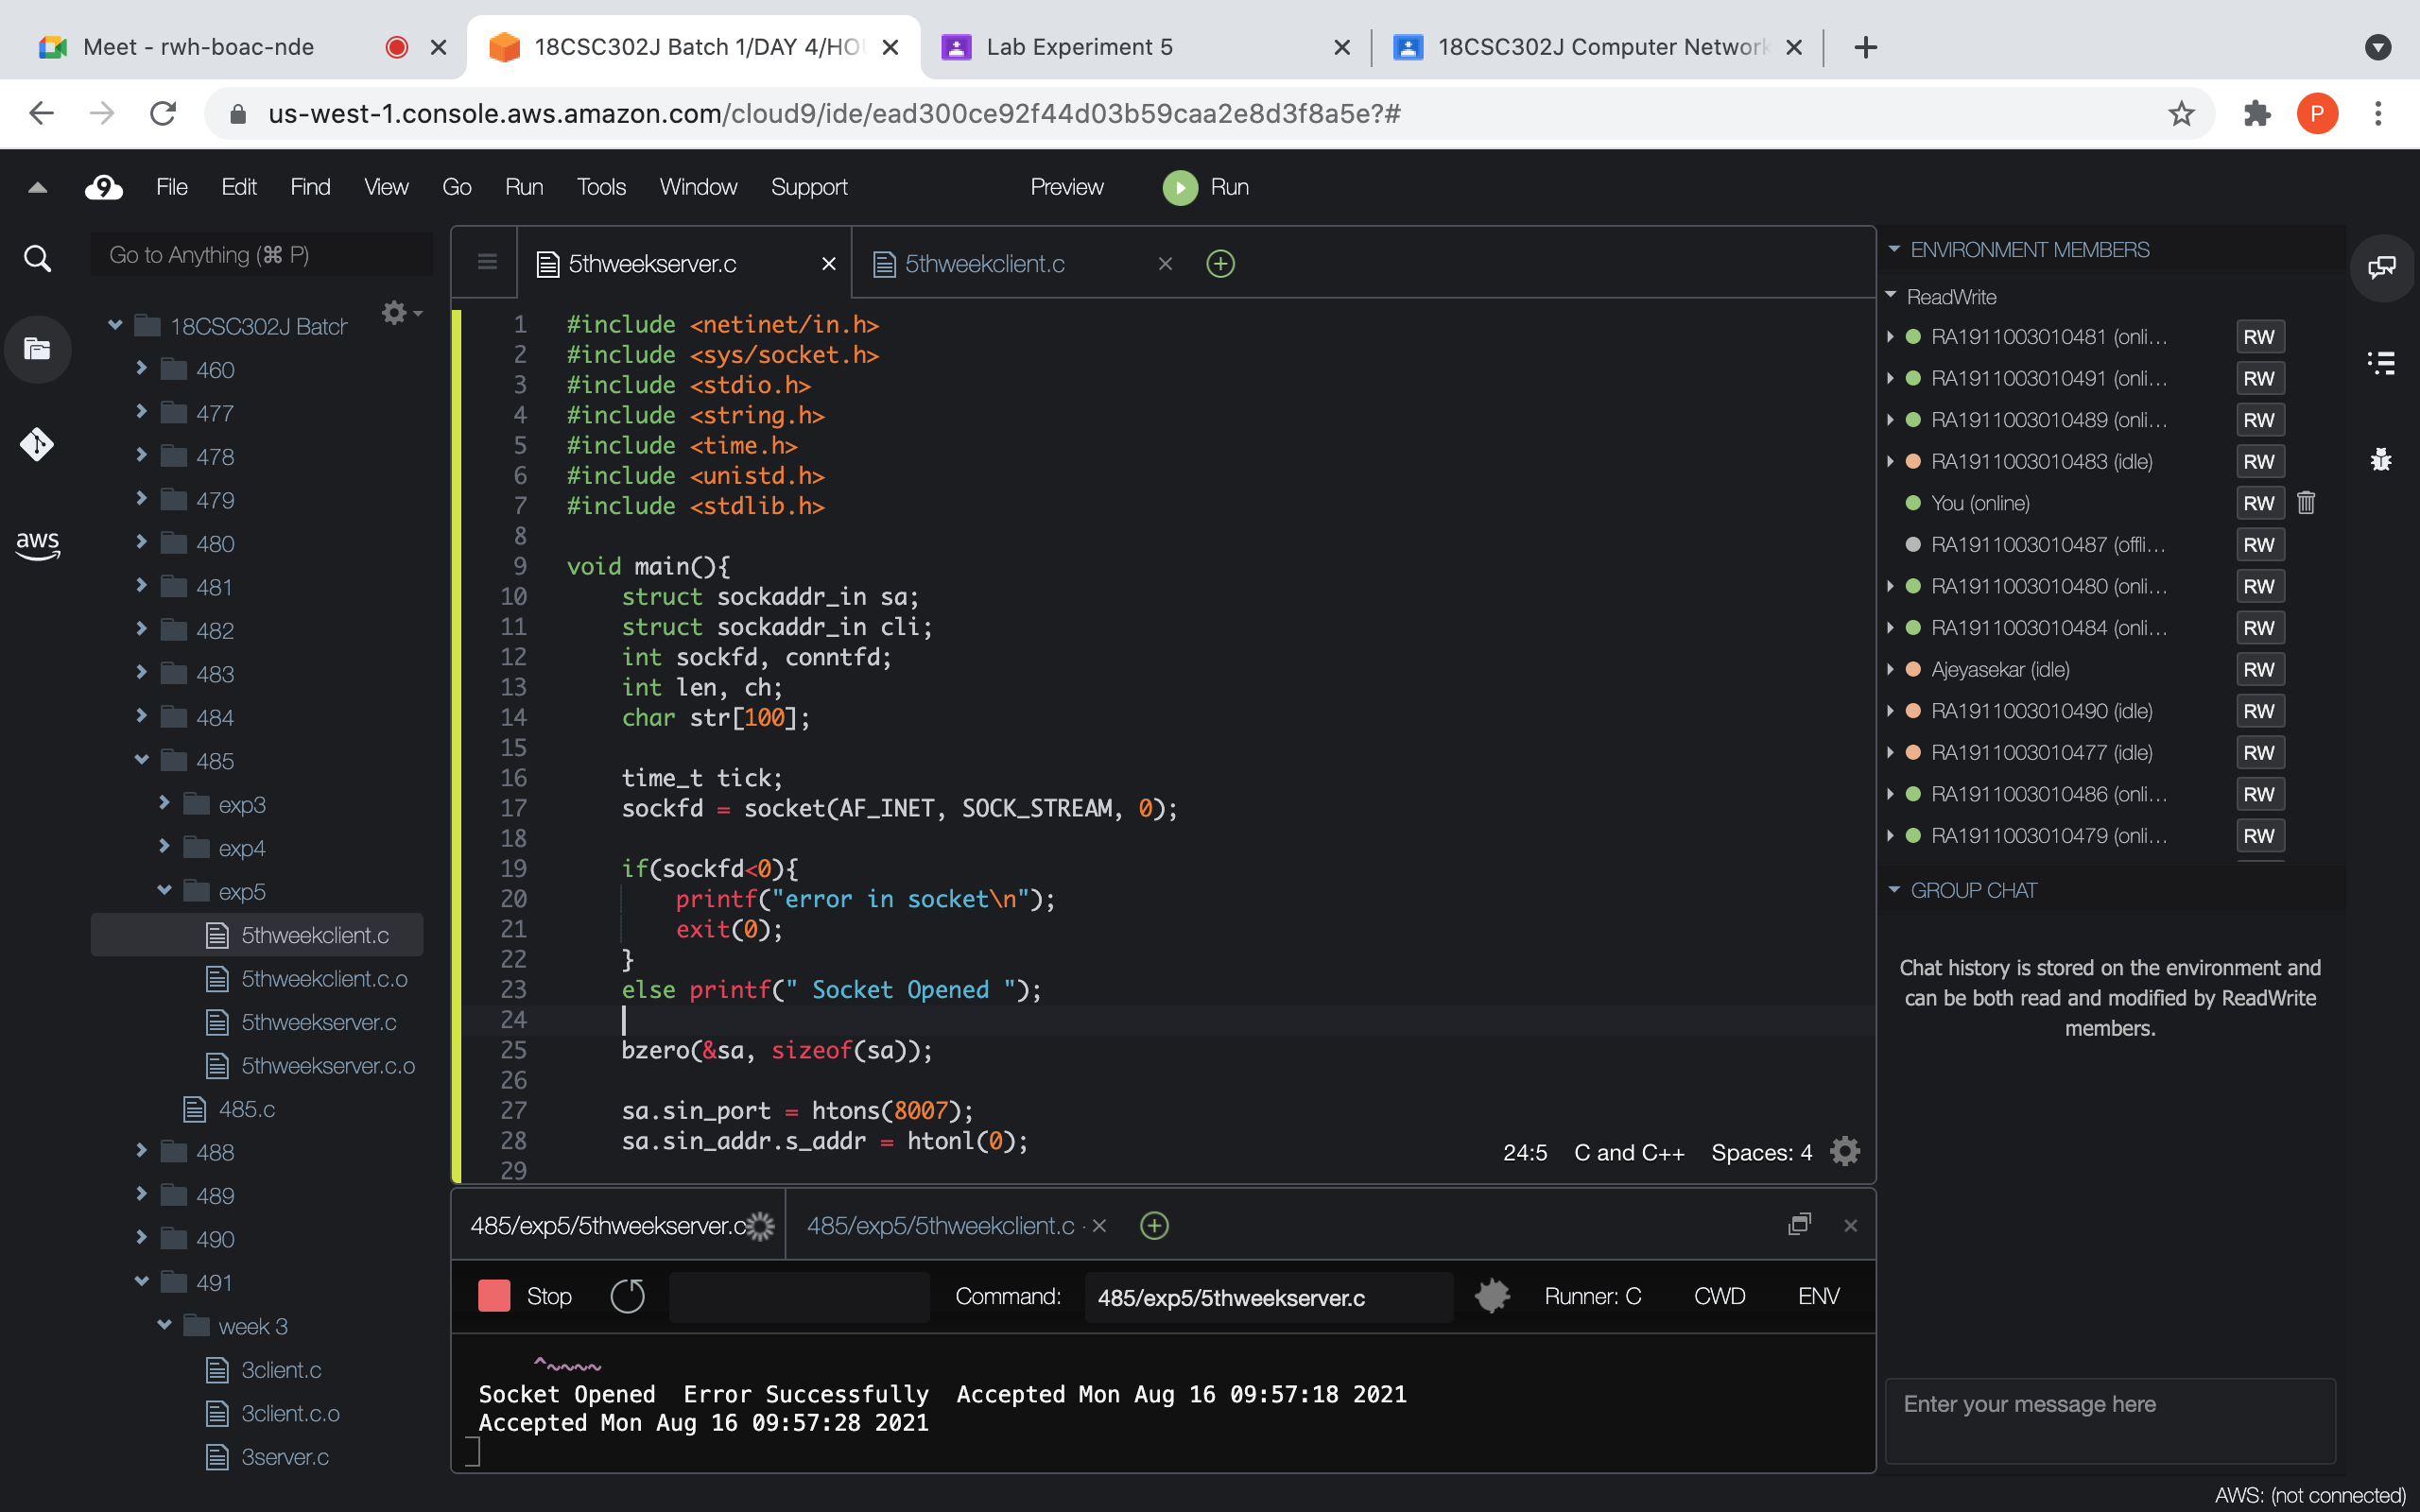 Meet - rwh-boac-nde
18CSC302J Batch 1/DAY 4/HO
Lab Experiment 5
18CSC302J Computer Network
us-west-1.console.aws.amazon.com/cloud9/ide/ead300ce92f44d03b59caa2e8d3f8a5e?#
P
9 File Edit Find View Go Run Tools Window Support Preview Run
Go to Anything (⌘ P)
aws
18CSC302J Batch
460
477
478
479
480
481
482
483
484
485
exp3
exp4
exp5
5thweekclient.c
5thweekclient.c.o
5thweekserver.c
5thweekserver.c.o
485.c
488
489
490
491
week 3
3client.c
3client.c.o
3server.c
5thweekserver.c
5thweekclient.c
1 #include <netinet/in.h>
2 #include <sys/socket.h>
3 #include <stdio.h>
4 #include <string.h>
5 #include <time.h>
6 #include <unistd.h>
7 #include <stdlib.h>
8
9 void main(){
10 struct sockaddr_in sa;
11 struct sockaddr_in cli;
12 int sockfd, conntfd;
13 int len, ch;
14 char str[100];
15
16 time_t tick;
17 sockfd = socket(AF_INET, SOCK_STREAM, 0);
18
19 if(sockfd<0){
20 printf("error in socket\n");
21 exit(0);
22 }
23 else printf(" Socket Opened ");
24
25 bzero(&sa, sizeof(sa));
26
27 sa.sin_port = htons(8007);
28 sa.sin_addr.s_addr = htonl(0);
29
24:5 C and C++ Spaces: 4
485/exp5/5thweekserver.c
485/exp5/5thweekclient.c
Stop Command: 485/exp5/5thweekserver.c Runner: C CWD ENV
^~~~~
Socket Opened  Error Successfully  Accepted Mon Aug 16 09:57:18 2021
Accepted Mon Aug 16 09:57:28 2021
ENVIRONMENT MEMBERS
ReadWrite
RA1911003010481 (onli... RW
RA1911003010491 (onli... RW
RA1911003010489 (onli... RW
RA1911003010483 (idle) RW
You (online) RW
RA1911003010487 (offli... RW
RA1911003010480 (onli... RW
RA1911003010484 (onli... RW
Ajeyasekar (idle) RW
RA1911003010490 (idle) RW
RA1911003010477 (idle) RW
RA1911003010486 (onli... RW
RA1911003010479 (onli... RW
GROUP CHAT
Chat history is stored on the environment and
can be both read and modified by ReadWrite
members.
Enter your message here
AWS: (not connected)